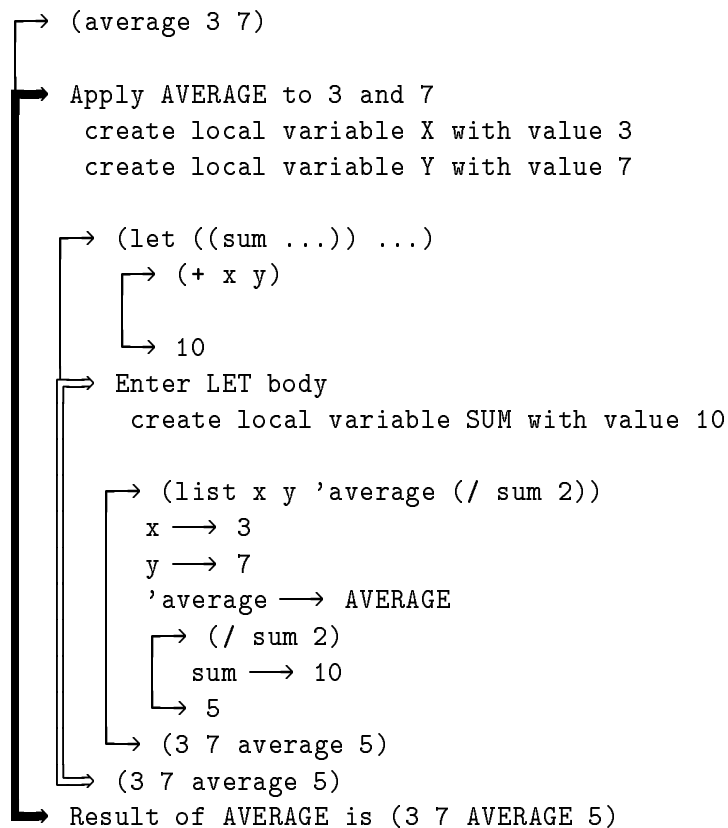 (average 3 7)
Apply AVERAGE to 3 and 7
create local variable X with value 3
create local variable Y with value 7
(let ((sum ...)) ...)
(+ x y)
10
Enter LET body
create local variable SUM with value 10
(list x y 'average (/ sum 2))
x → 3
y → 7
'average → AVERAGE
(/ sum 2)
sum → 10
5
(3 7 average 5)
(3 7 average 5)
Result of AVERAGE is (3 7 AVERAGE 5)